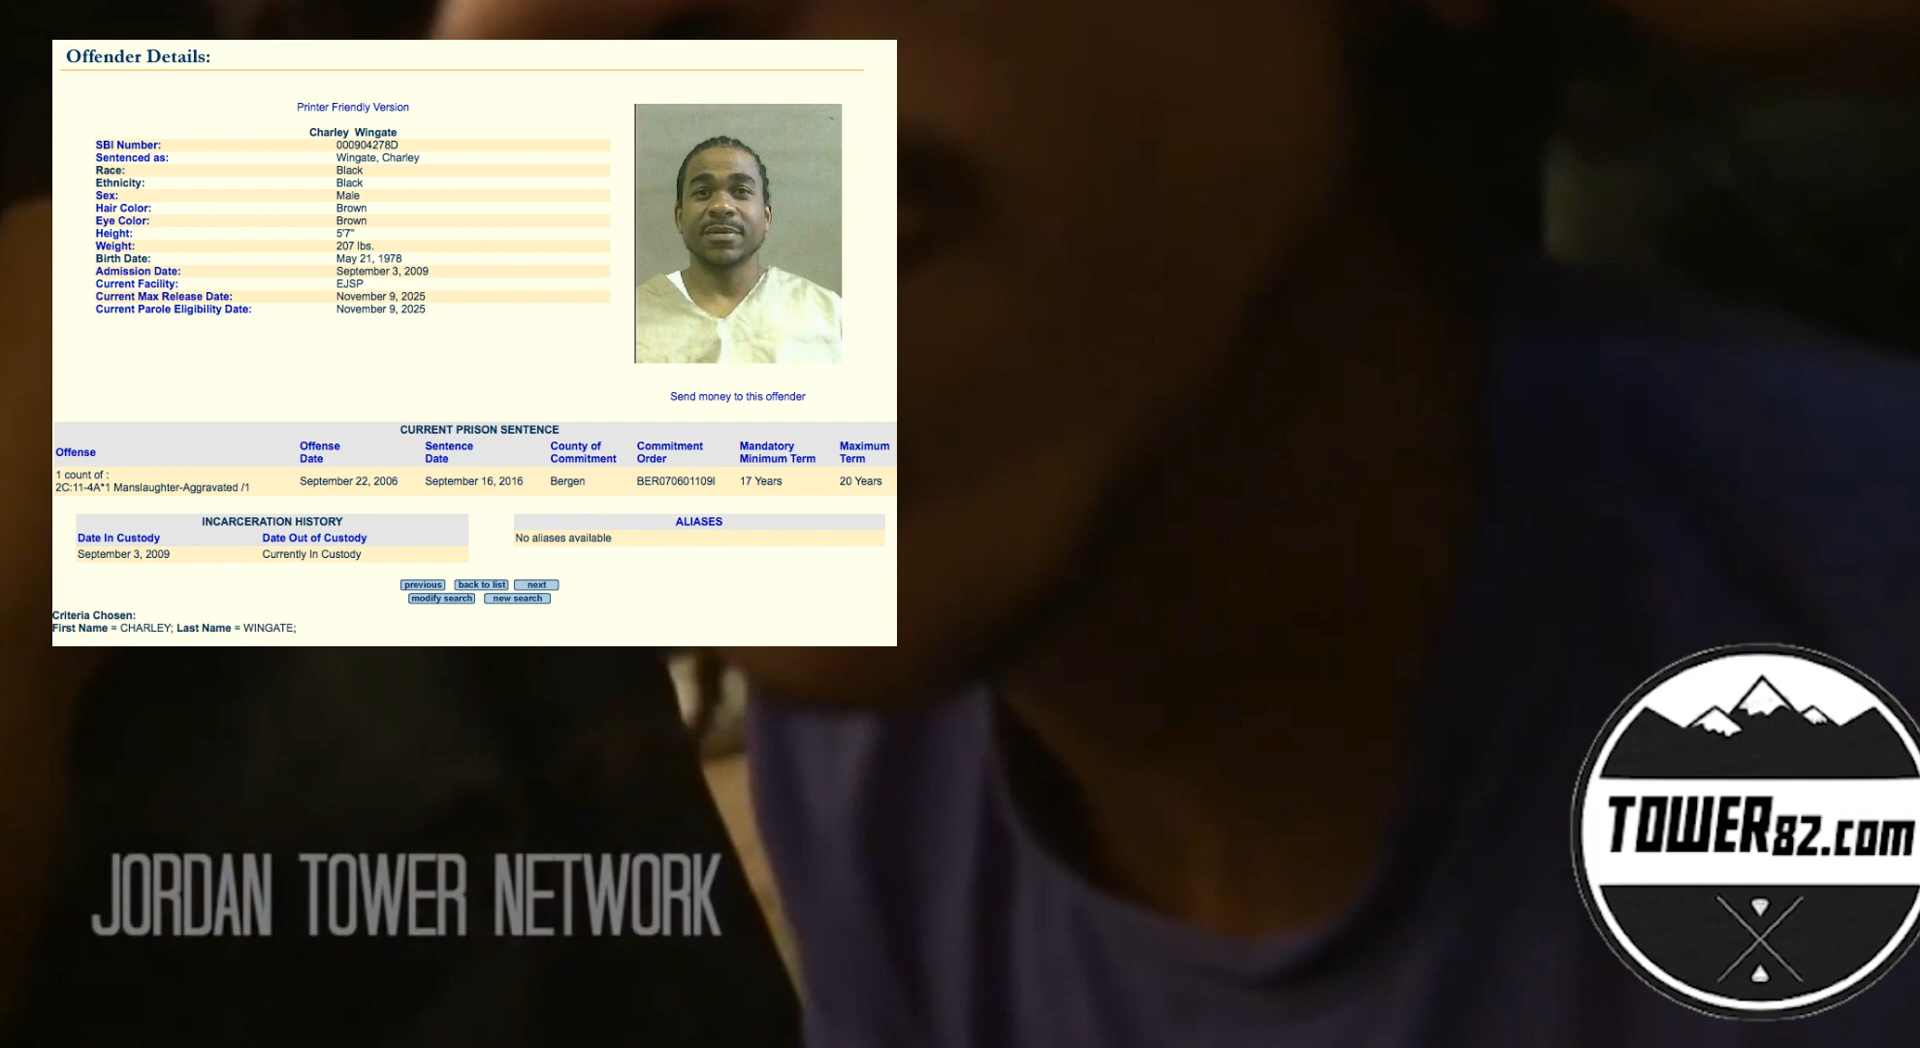 Offender Details:
Printer Friendly Version
Charley Wingate
SBI Number: 000904278D
Sentenced as: Wingate, Charley
Race: Black
Ethnicity: Black
Sex: Male
Hair Color: Brown
Eye Color: Brown
Height: 5'7"
Weight: 207 lbs.
Birth Date: May 21, 1978
Admission Date: September 3, 2009
Current Facility: EJSP
Current Max Release Date: November 9, 2025
Current Parole Eligibility Date: November 9, 2025
Send money to this offender
CURRENT PRISON SENTENCE
Offense
Offense
Date
Sentence
Date
County of
Commitment
Commitment
Order
Mandatory
Minimum Term
Maximum
Term
1 count of :
2C:11-4A*1 Manslaughter-Aggravated /1
September 22, 2006 September 16, 2016 Bergen BER070601109I 17 Years 20 Years
INCARCERATION HISTORY
Date In Custody Date Out of Custody
September 3, 2009 Currently In Custody
ALIASES
No aliases available
previous back to list next
modify search new search
Criteria Chosen:
First Name = CHARLEY; Last Name = WINGATE;
JORDAN TOWER NETWORK
TOWER82.com